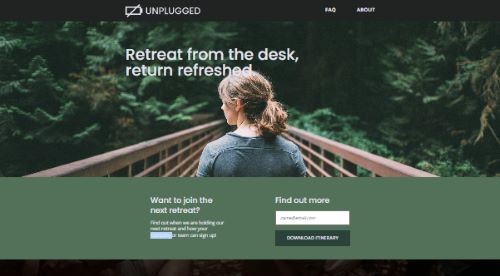 UNPLUGGED
FAQ
ABOUT
Retreat from the desk,
return refreshed
Want to join the
next retreat?
Find out when we are holding our
next retreat and how your
or team can sign up!
Find out more
name@email.com
DOWNLOAD ITINERARY